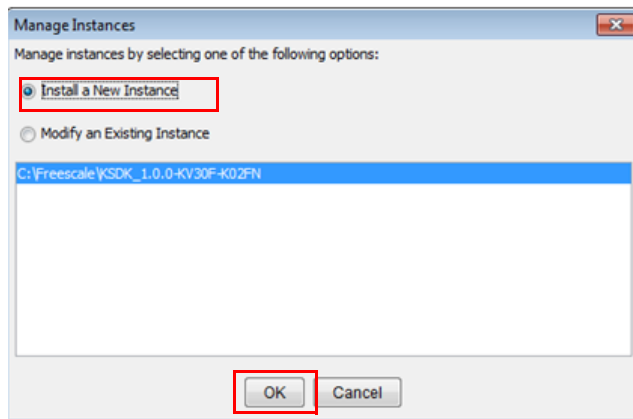 Manage Instances
Manage instances by selecting one of the following options:
Install a New Instance
Modify an Existing Instance
C:\Freescale\KSDK_1.0.0-KV30F-K02FN
OK
Cancel